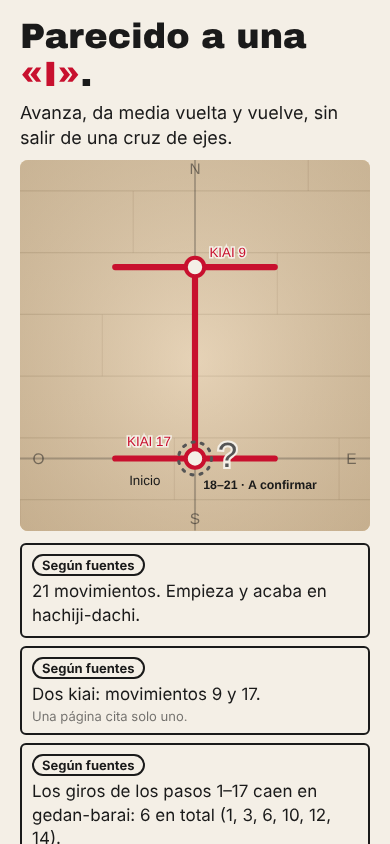 Parecido a una
«I».
Avanza, da media vuelta y vuelve, sin
salir de una cruz de ejes.
N
KIAI 9
KIAI 17
O
?
E
Inicio
18–21 · A confirmar
S
Según fuentes
21 movimientos. Empieza y acaba en
hachiji-dachi.
Según fuentes
Dos kiai: movimientos 9 y 17.
Una página cita solo uno.
Según fuentes
Los giros de los pasos 1–17 caen en
gedan-barai: 6 en total (1, 3, 6, 10, 12,
14).